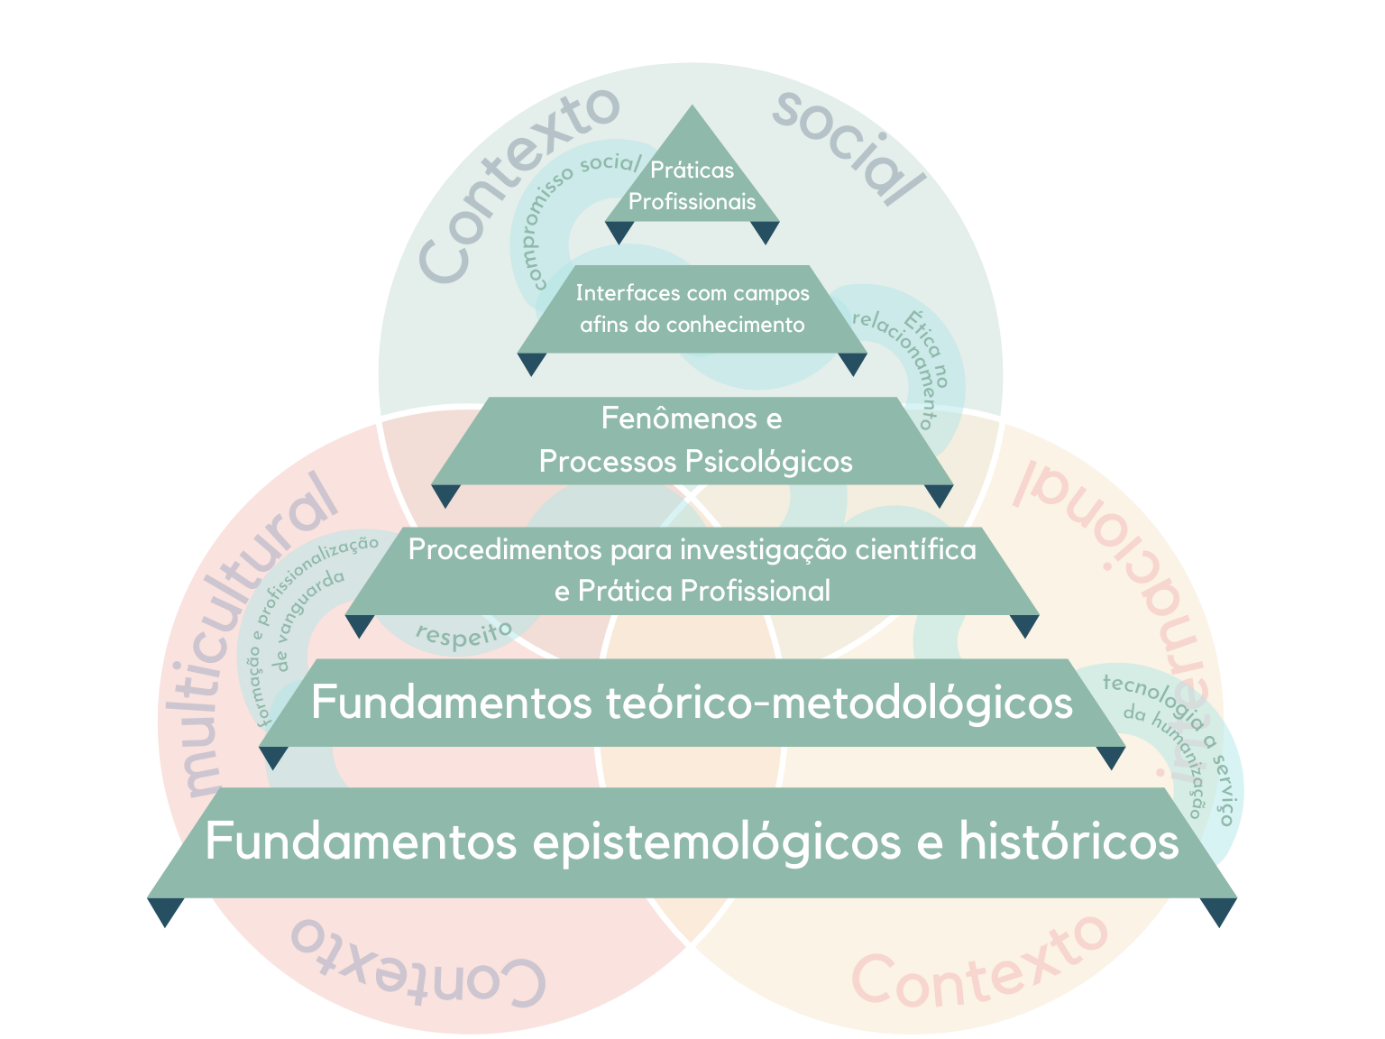 Contexto social
compromisso social
Práticas
Profissionais
Interfaces com campos
afins do conhecimento
Ética no
relacionamento
Fenômenos e
Processos Psicológicos
Contexto multicultural
formação e profissionalização
de vanguarda
Procedimentos para investigação científica
e Prática Profissional
respeito
Contexto internacional
Fundamentos teórico-metodológicos
tecnologia a serviço
da humanização
Fundamentos epistemológicos e históricos